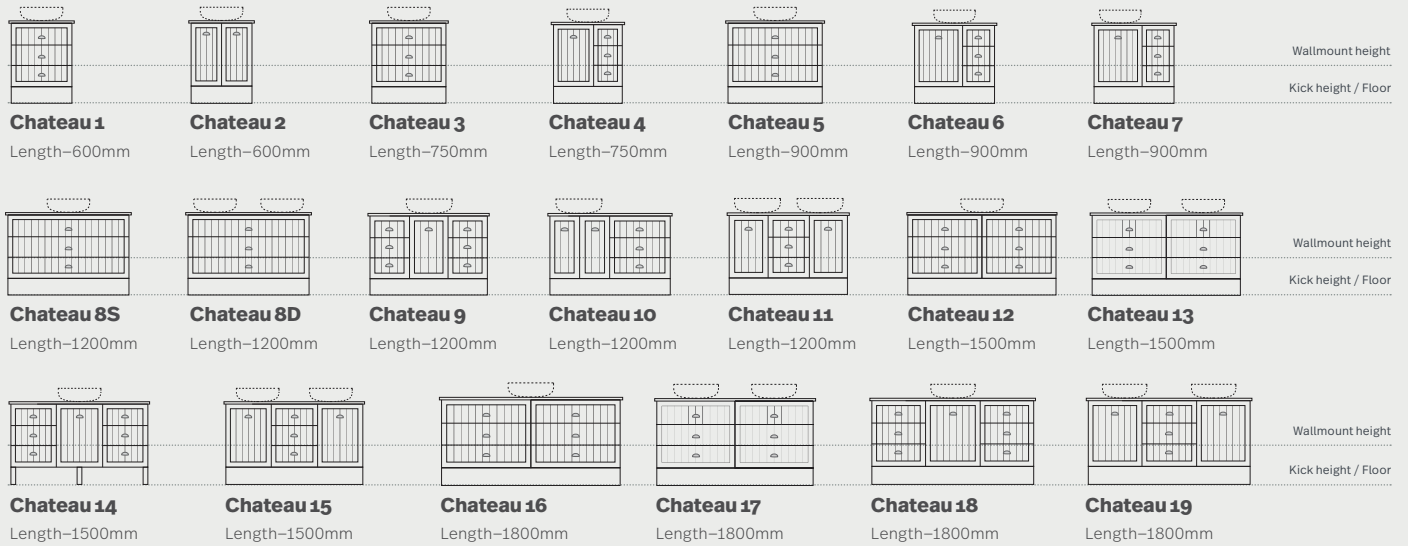 Wallmount height
Kick height / Floor
Chateau 1 Chateau 2 Chateau 3 Chateau 4 Chateau 5 Chateau 6 Chateau 7
Length–600mm Length–600mm Length–750mm Length–750mm Length–900mm Length–900mm Length–900mm
Wallmount height
Kick height / Floor
Chateau 8S Chateau 8D Chateau 9 Chateau 10 Chateau 11 Chateau 12 Chateau 13
Length–1200mm Length–1200mm Length–1200mm Length–1200mm Length–1200mm Length–1500mm Length–1500mm
Wallmount height
Kick height / Floor
Chateau 14 Chateau 15 Chateau 16 Chateau 17 Chateau 18 Chateau 19
Length–1500mm Length–1500mm Length–1800mm Length–1800mm Length–1800mm Length–1800mm